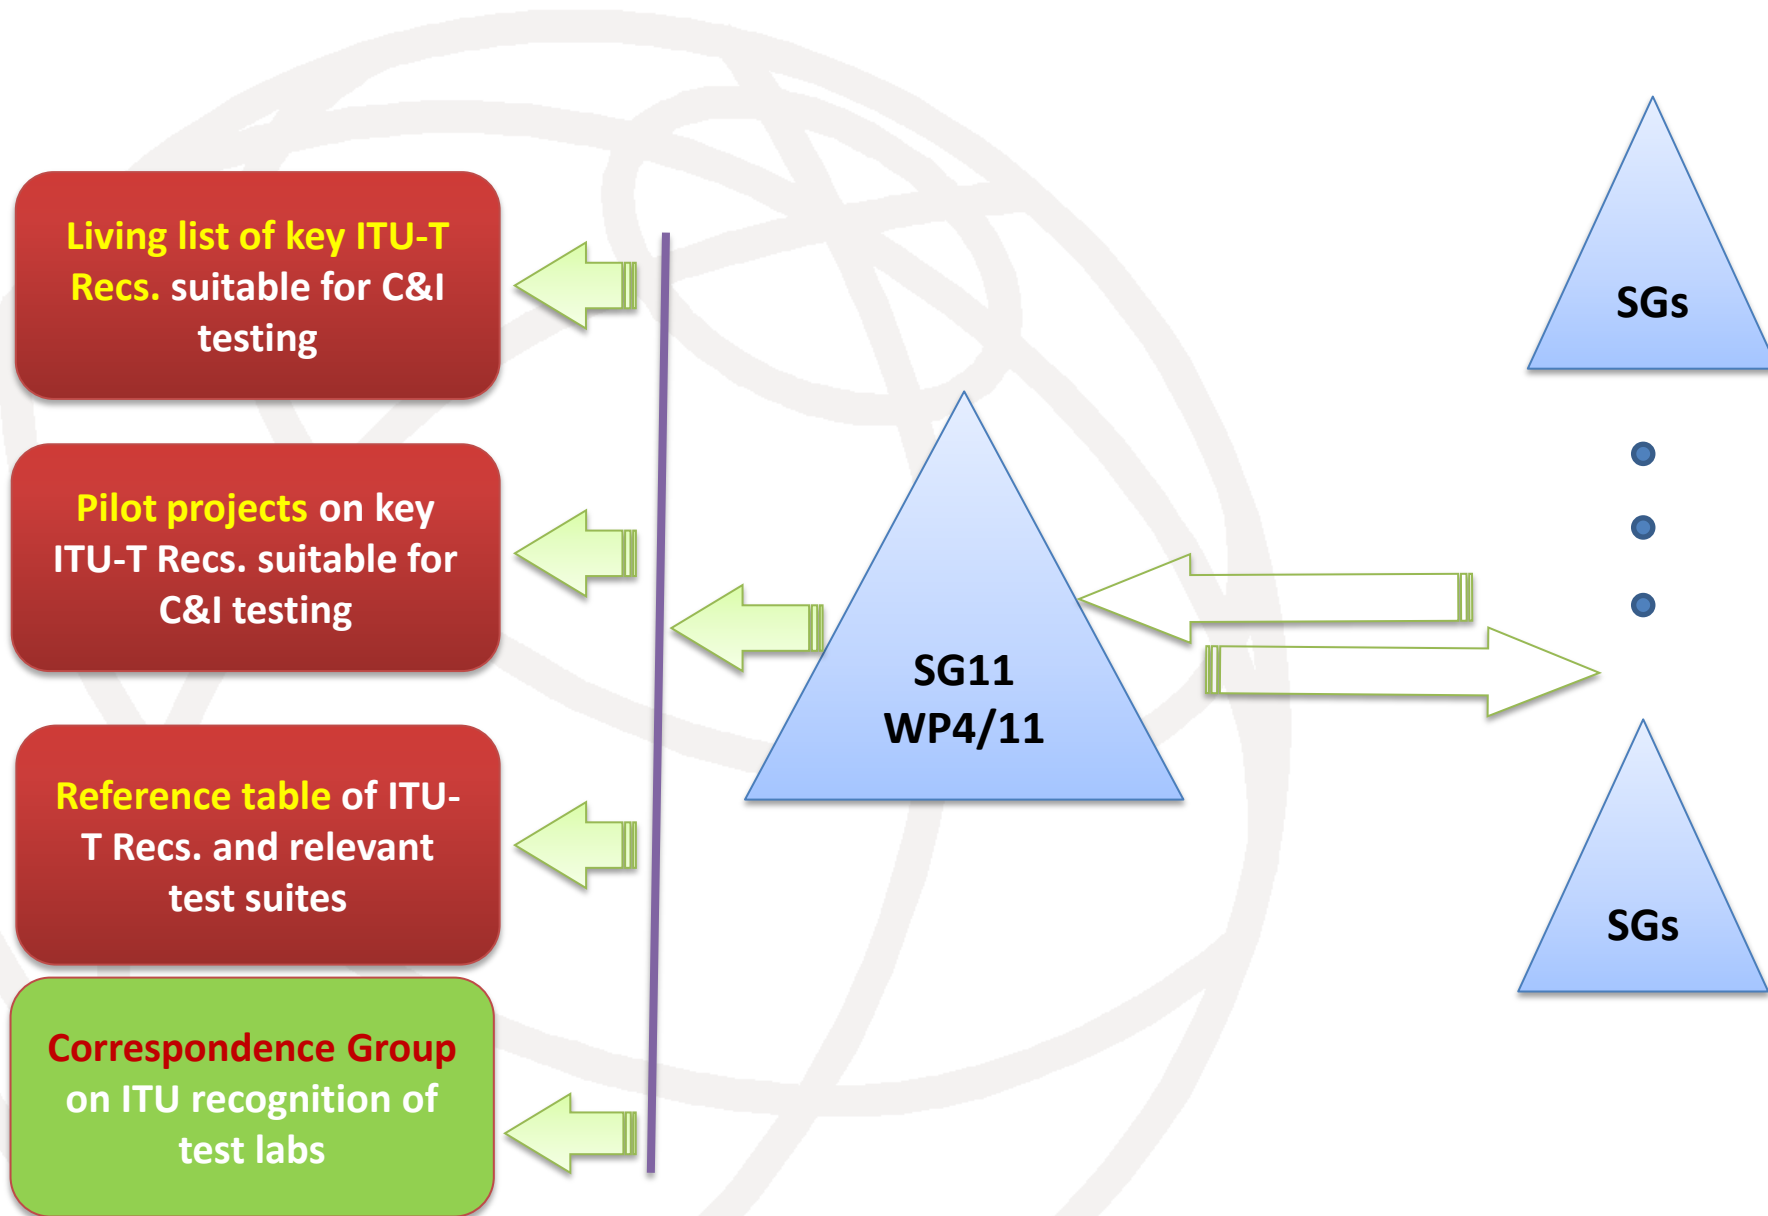 Living list of key ITU-T
Recs. suitable for C&I
testing
Pilot projects on key
ITU-T Recs. suitable for
C&I testing
Reference table of ITU-
T Recs. and relevant
test suites
Correspondence Group
on ITU recognition of
test labs
SG11
WP4/11
SGs
SGs